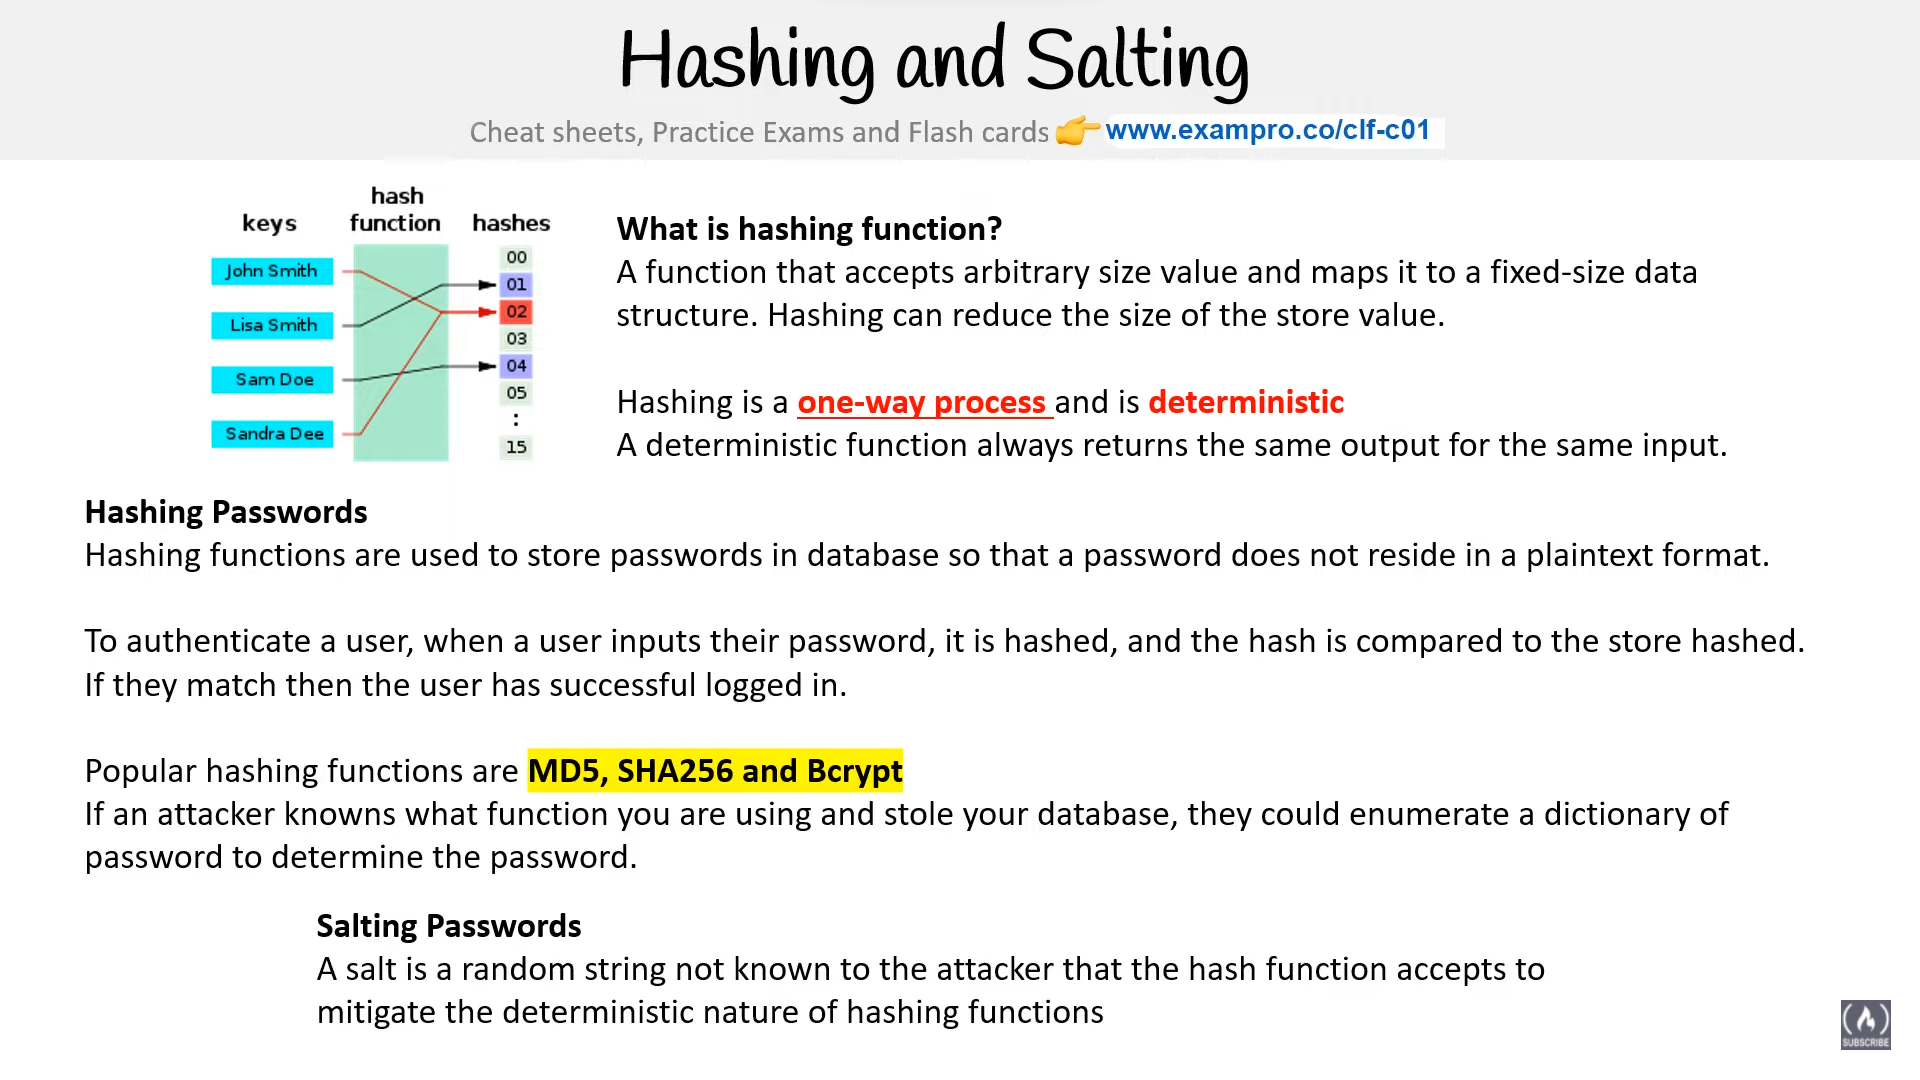 Hashing and Salting
Cheat sheets, Practice Exams and Flash cards 👉 www.exampro.co/clf-c01
hash
keys function hashes
John Smith
Lisa Smith
Sam Doe
Sandra Dee
00
01
02
03
04
05
:
15
What is hashing function?
A function that accepts arbitrary size value and maps it to a fixed-size data
structure. Hashing can reduce the size of the store value.
Hashing is a one-way process and is deterministic
A deterministic function always returns the same output for the same input.
Hashing Passwords
Hashing functions are used to store passwords in database so that a password does not reside in a plaintext format.
To authenticate a user, when a user inputs their password, it is hashed, and the hash is compared to the store hashed.
If they match then the user has successful logged in.
Popular hashing functions are MD5, SHA256 and Bcrypt
If an attacker knowns what function you are using and stole your database, they could enumerate a dictionary of
password to determine the password.
Salting Passwords
A salt is a random string not known to the attacker that the hash function accepts to
mitigate the deterministic nature of hashing functions
SUBSCRIBE